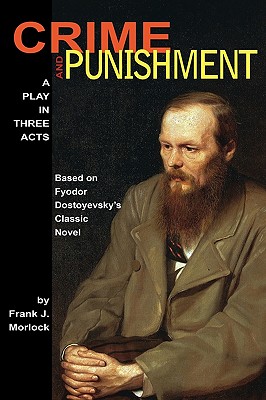 CRIME
AND PUNISHMENT
A
PLAY
IN
THREE
ACTS
Based on
Fyodor
Dostoyevsky's
Classic
Novel
by
Frank J.
Morlock